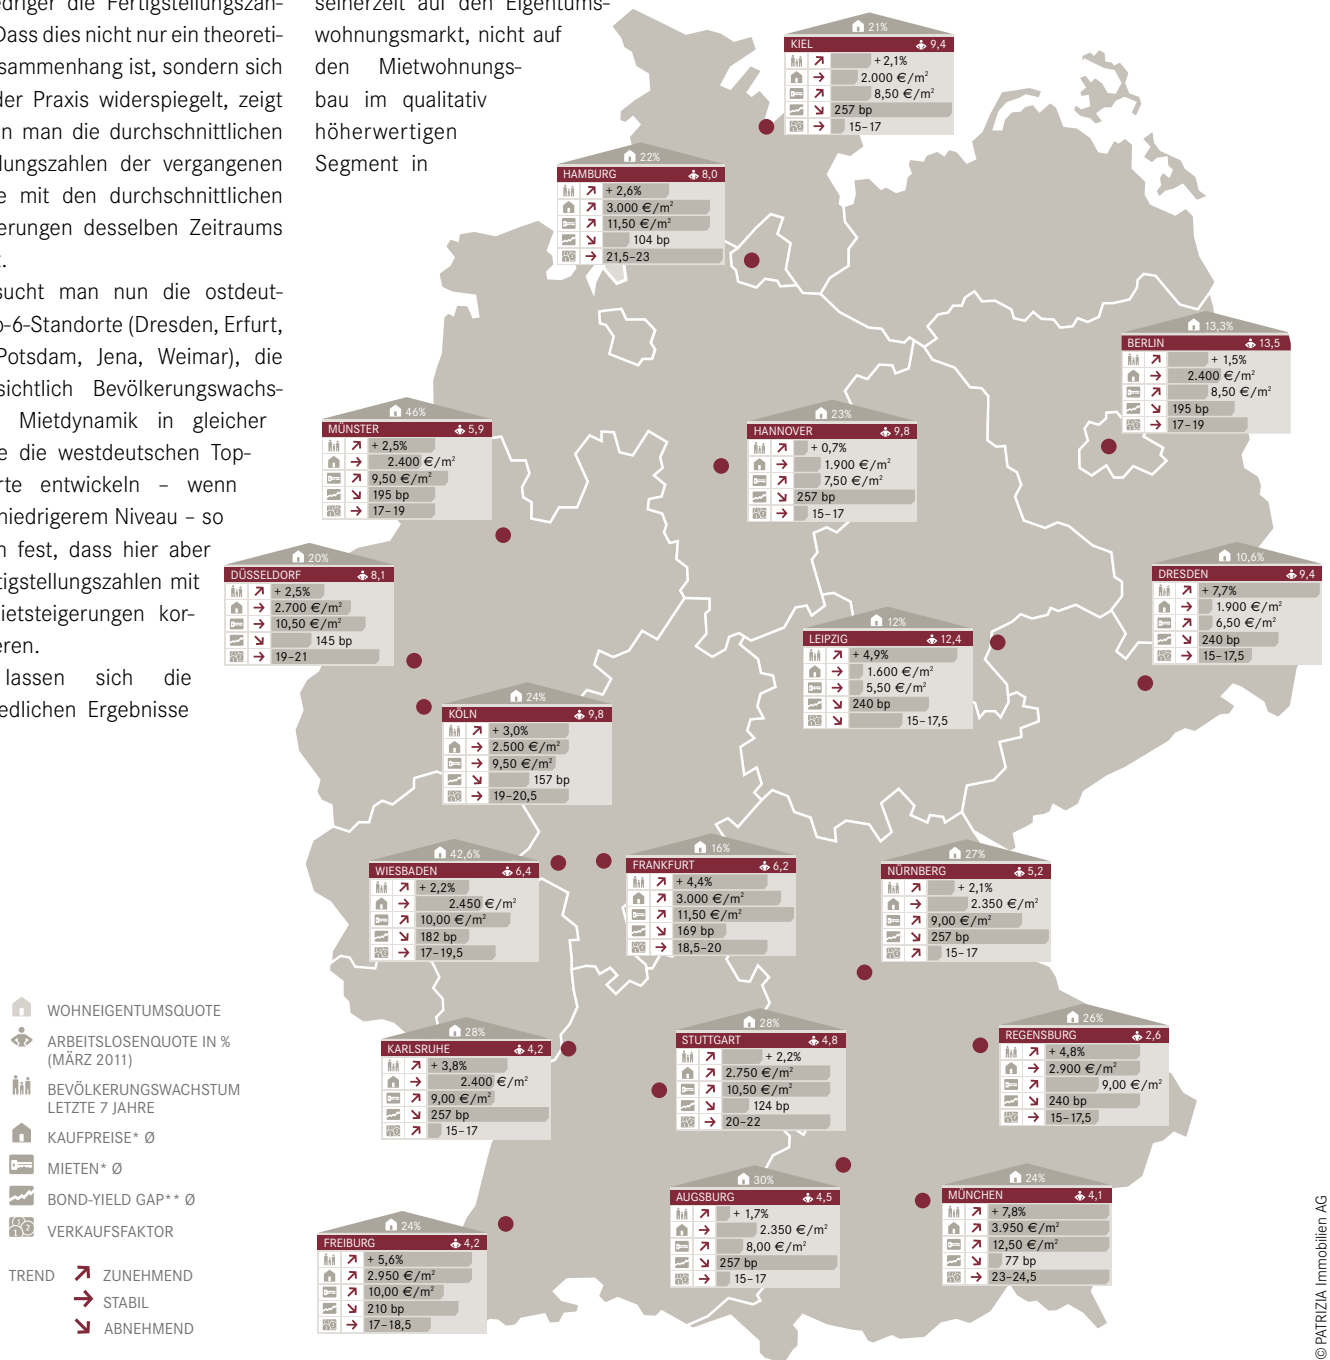 edriger die Fertigstellungszah-
Dass dies nicht nur ein theoreti-
sammenhang ist, sondern sich
der Praxis widerspiegelt, zeigt
n man die durchschnittlichen
lungszahlen der vergangenen
e mit den durchschnittlichen
erungen desselben Zeitraums
sucht man nun die ostdeut-
o-6-Standorte (Dresden, Erfurt,
Potsdam, Jena, Weimar), die
sichtlich Bevölkerungswachs-
Mietdynamik in gleicher
e die westdeutschen Top-
rte entwickeln – wenn
niedrigerem Niveau – so
n fest, dass hier aber
tigstellungszahlen mit
ietsteigerungen kor-
eren.
lassen sich die
edlichen Ergebnisse
seinerzeit auf den Eigentums-
wohnungsmarkt, nicht auf
den Mietwohnungs-
bau im qualitativ
höherwertigen
Segment in
21%
KIEL 9,4
+ 2,1%
2.000 €/m²
8,50 €/m²
257 bp
15–17
22%
HAMBURG 8,0
+ 2,6%
3.000 €/m²
11,50 €/m²
104 bp
21,5–23
13,3%
BERLIN 13,5
+ 1,5%
2.400 €/m²
8,50 €/m²
195 bp
17–19
46%
MÜNSTER 5,9
+ 2,5%
2.400 €/m²
9,50 €/m²
195 bp
17–19
23%
HANNOVER 9,8
+ 0,7%
1.900 €/m²
7,50 €/m²
257 bp
15–17
20%
DÜSSELDORF 8,1
+ 2,5%
2.700 €/m²
10,50 €/m²
145 bp
19–21
10,6%
DRESDEN 9,4
+ 7,7%
1.900 €/m²
6,50 €/m²
240 bp
15–17,5
12%
LEIPZIG 12,4
+ 4,9%
1.600 €/m²
5,50 €/m²
240 bp
15–17,5
24%
KÖLN 9,8
+ 3,0%
2.500 €/m²
9,50 €/m²
157 bp
19–20,5
42,6%
WIESBADEN 6,4
+ 2,2%
2.450 €/m²
10,00 €/m²
182 bp
17–19,5
16%
FRANKFURT 6,2
+ 4,4%
3.000 €/m²
11,50 €/m²
169 bp
18,5–20
27%
NÜRNBERG 5,2
+ 2,1%
2.350 €/m²
9,00 €/m²
257 bp
15–17
28%
KARLSRUHE 4,2
+ 3,8%
2.400 €/m²
9,00 €/m²
257 bp
15–17
28%
STUTTGART 4,8
+ 2,2%
2.750 €/m²
10,50 €/m²
124 bp
20–22
26%
REGENSBURG 2,6
+ 4,8%
2.900 €/m²
9,00 €/m²
240 bp
15–17,5
30%
AUGSBURG 4,5
+ 1,7%
2.350 €/m²
8,00 €/m²
257 bp
15–17
24%
MÜNCHEN 4,1
+ 7,8%
3.950 €/m²
12,50 €/m²
77 bp
23–24,5
24%
FREIBURG 4,2
+ 5,6%
2.950 €/m²
10,00 €/m²
210 bp
17–18,5
WOHNEIGENTUMSQUOTE
ARBEITSLOSENQUOTE IN %
(MÄRZ 2011)
BEVÖLKERUNGSWACHSTUM
LETZTE 7 JAHRE
KAUFPREISE* Ø
MIETEN* Ø
BOND-YIELD GAP** Ø
VERKAUFSFAKTOR
TREND ZUNEHMEND
STABIL
ABNEHMEND
© PATRIZIA Immobilien AG